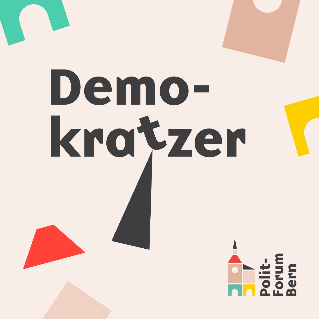 Demo-
kratzer
Polit-
Forum
Bern